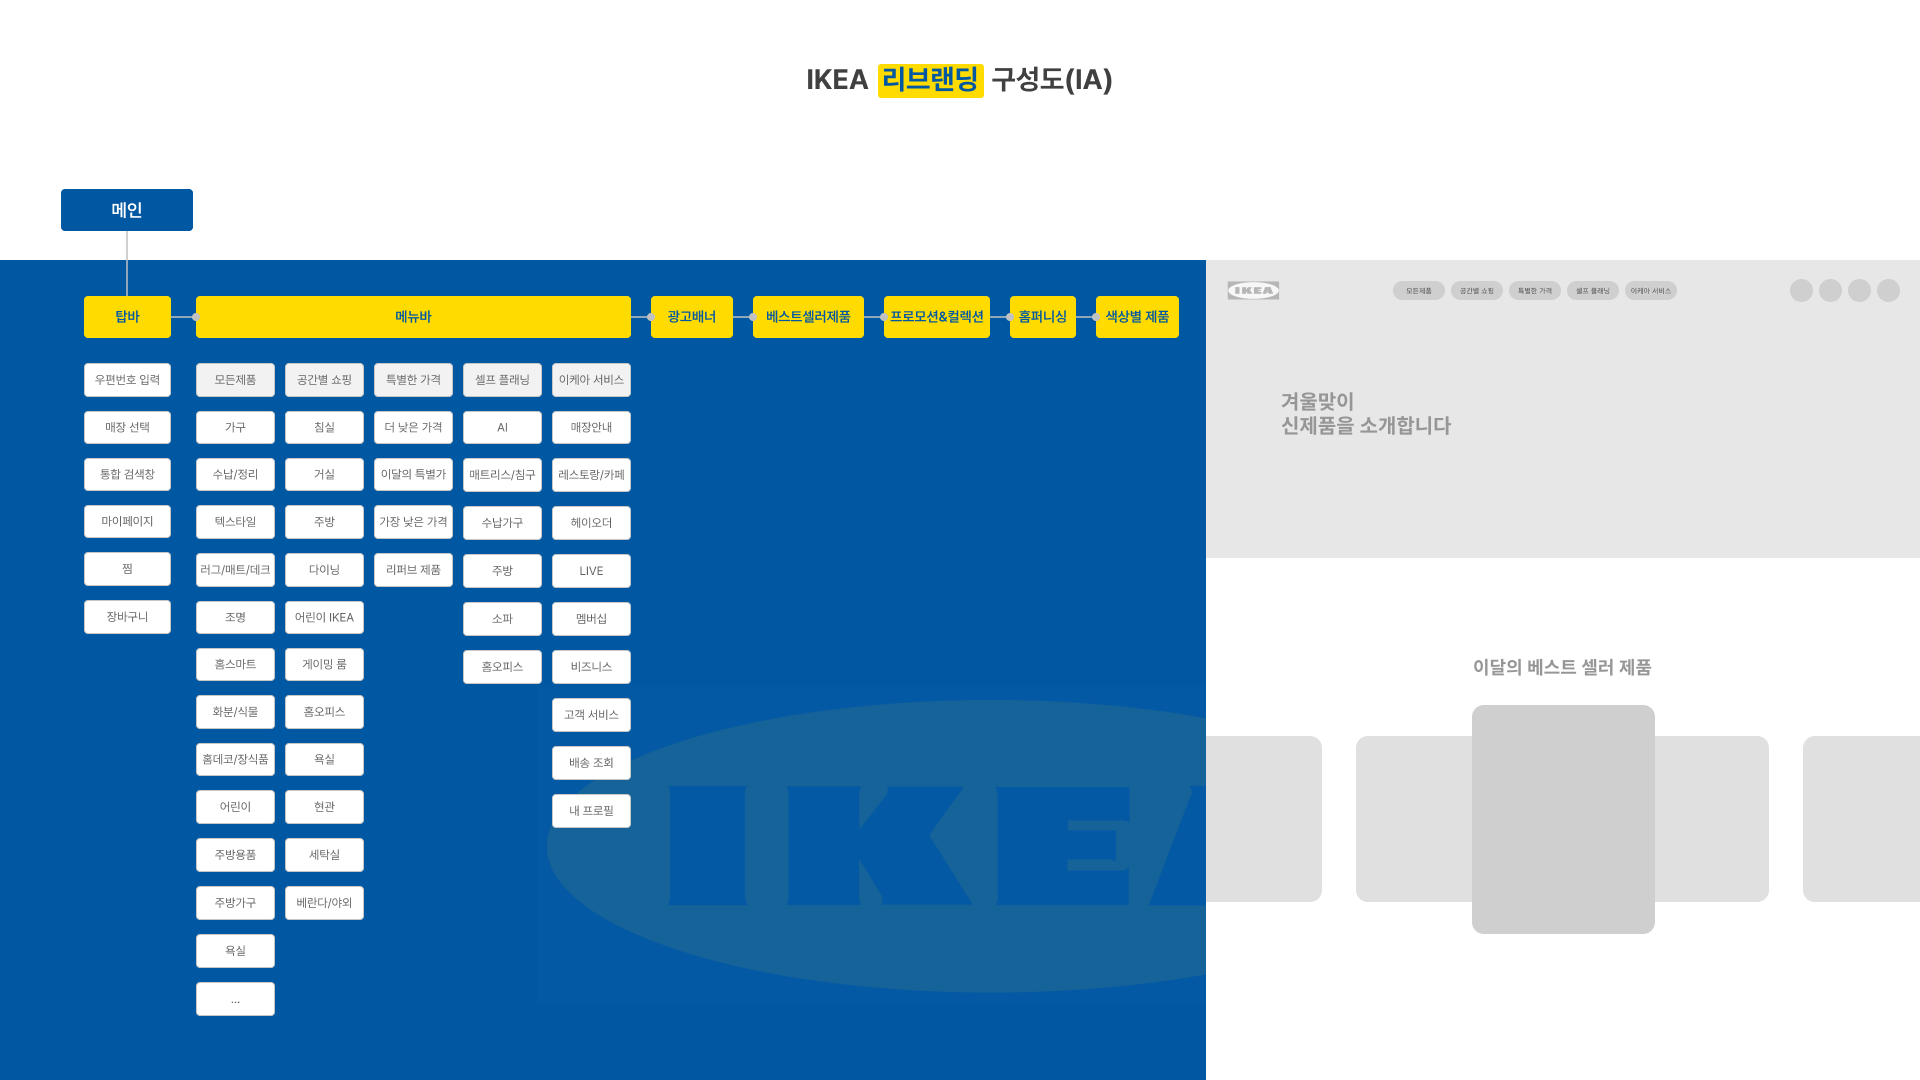 IKEA 리브랜딩 구성도(IA)
메인
탑바
메뉴바
광고배너
베스트셀러제품
프로모션&컬렉션
홈퍼니싱
색상별 제품
우편번호 입력
매장 선택
통합 검색창
마이페이지
찜
장바구니
모든제품
가구
수납/정리
텍스타일
러그/매트/데크
조명
홈스마트
화분/식물
홈데코/장식품
어린이
주방용품
주방가구
욕실
...
공간별 쇼핑
침실
거실
주방
다이닝
어린이 IKEA
게이밍 룸
홈오피스
욕실
현관
세탁실
베란다/야외
특별한 가격
더 낮은 가격
이달의 특별가
가장 낮은 가격
리퍼브 제품
셀프 플래닝
AI
매트리스/침구
수납가구
주방
소파
홈오피스
이케아 서비스
매장안내
레스토랑/카페
헤이오더
LIVE
멤버십
비즈니스
고객 서비스
배송 조회
내 프로필
IKEA
IKEA
모든제품
공간별 쇼핑
특별한 가격
셀프 플래닝
이케아 서비스
겨울맞이
신제품을 소개합니다
이달의 베스트 셀러 제품